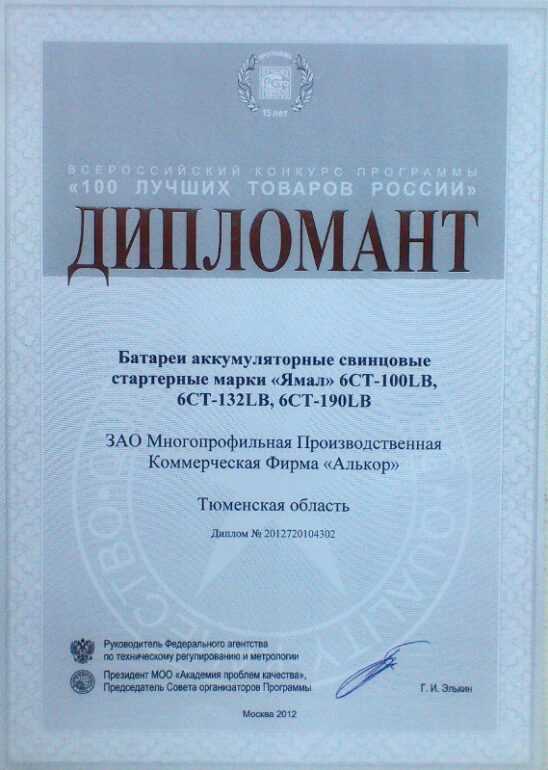 15 лет
ВСЕРОССИЙСКИЙ КОНКУРС ПРОГРАММЫ
«100 ЛУЧШИХ ТОВАРОВ РОССИИ»
ДИПЛОМАНТ
Батареи аккумуляторные свинцовые
стартерные марки «Ямал» 6СТ-100LB,
6СТ-132LB, 6СТ-190LB
ЗАО Многопрофильная Производственная
Коммерческая Фирма «Алькор»
Тюменская область
Диплом № 2012720104302
Руководитель Федерального агентства
по техническому регулированию и метрологии
Президент МОО «Академия проблем качества»,
Председатель Совета организаторов Программы
Г. И. Элькин
Москва 2012